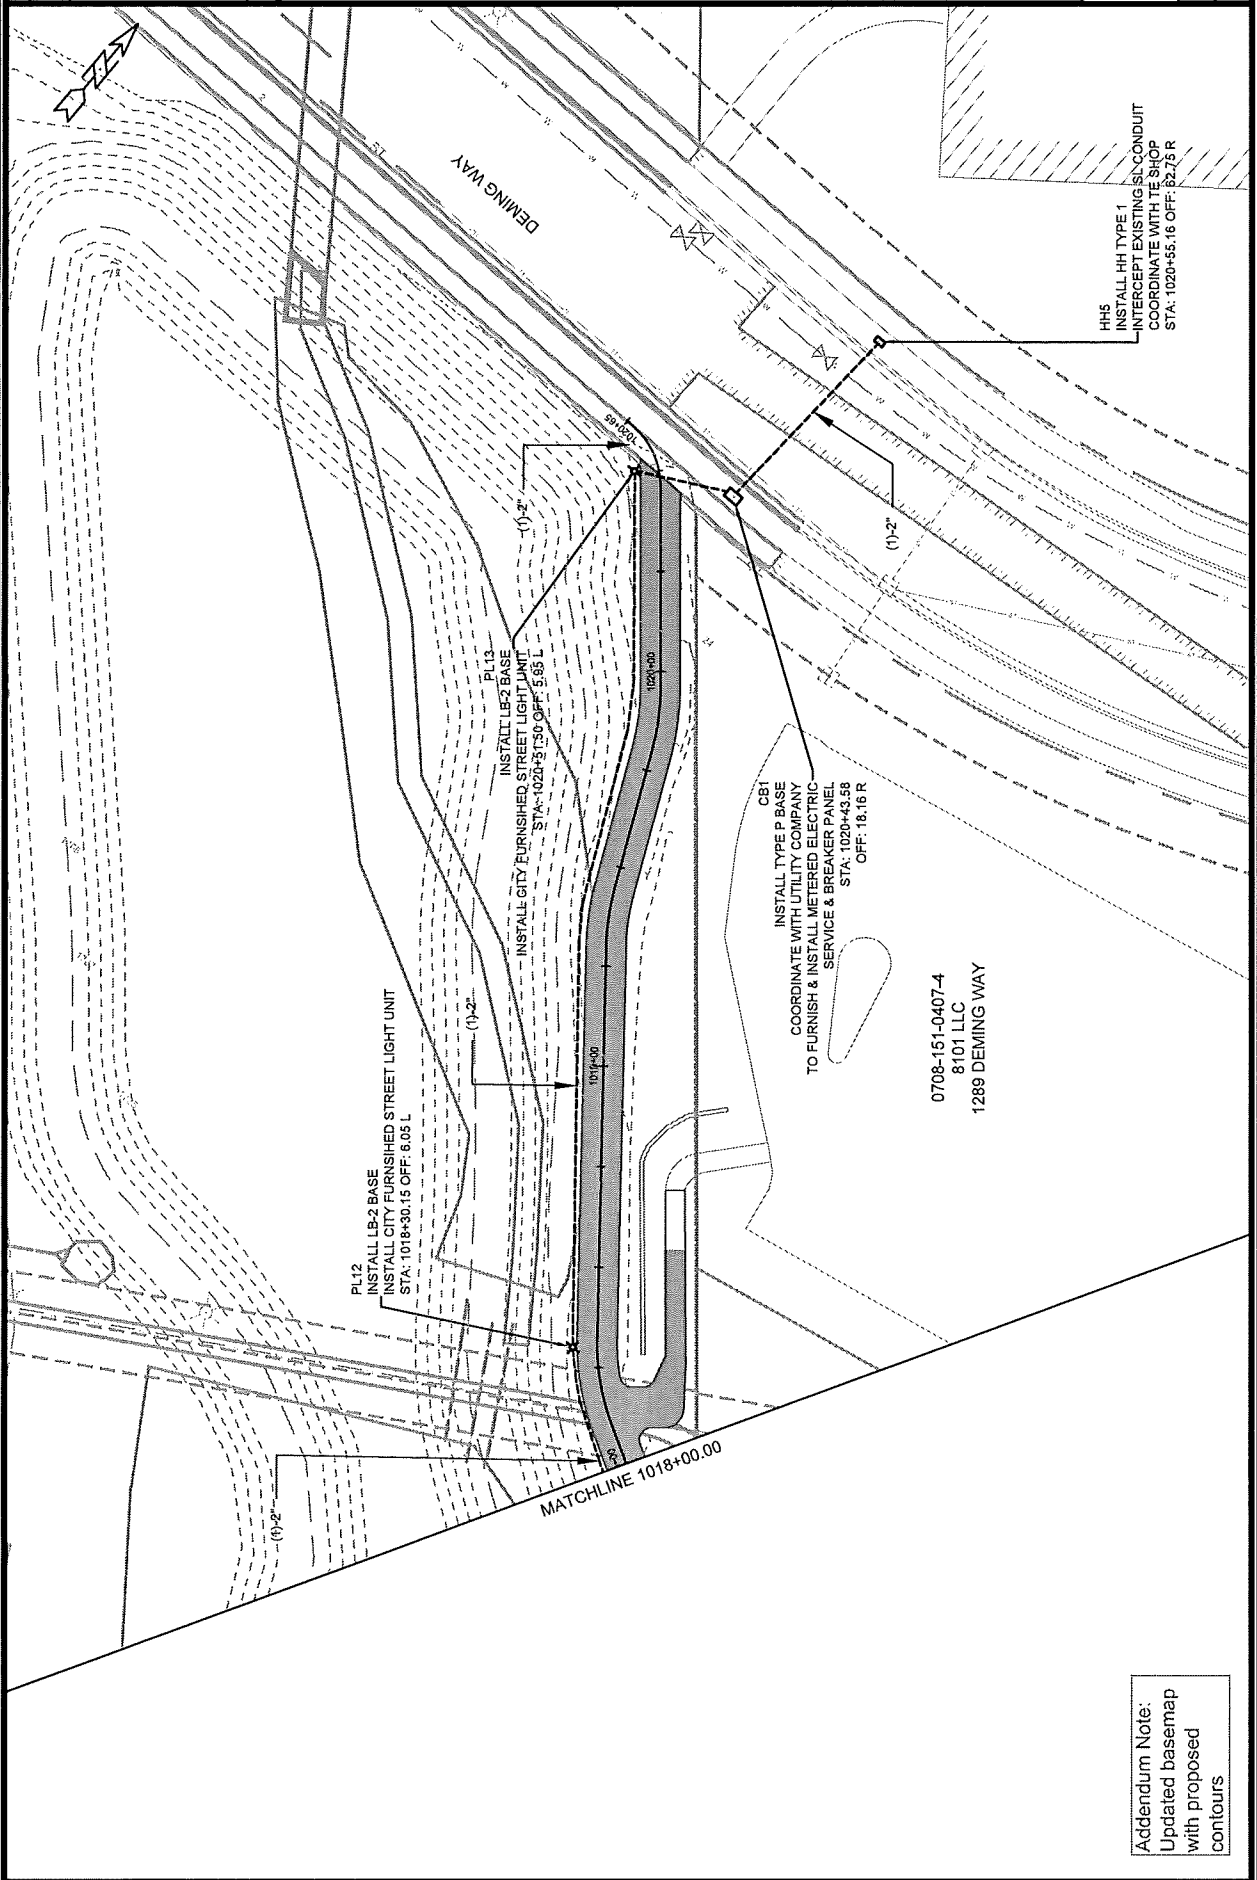 DEMING WAY
HH5
INSTALL HH TYPE 1
INTERCEPT EXISTING SL CONDUIT
COORDINATE WITH TE SHOP
STA: 1020+55.16 OFF: 62.75 R
1020+65
(1)-2"
(1)-2"
PL13
INSTALL LB-2 BASE
INSTALL CITY FURNSIHED STREET LIGHT UNIT
STA: 1020+51.50 OFF: 5.95 L
1020+00
CB1
INSTALL TYPE P BASE
COORDINATE WITH UTILITY COMPANY
TO FURNISH & INSTALL METERED ELECTRIC
SERVICE & BREAKER PANEL
STA: 1020+43.58
OFF: 18.16 R
(1)-2"
1019+00
PL12
INSTALL LB-2 BASE
INSTALL CITY FURNSIHED STREET LIGHT UNIT
STA: 1018+30.15 OFF: 6.05 L
0708-151-0407-4
8101 LLC
1289 DEMING WAY
(1)-2"
MATCHLINE 1018+00.00
Addendum Note:
Updated basemap
with proposed
contours